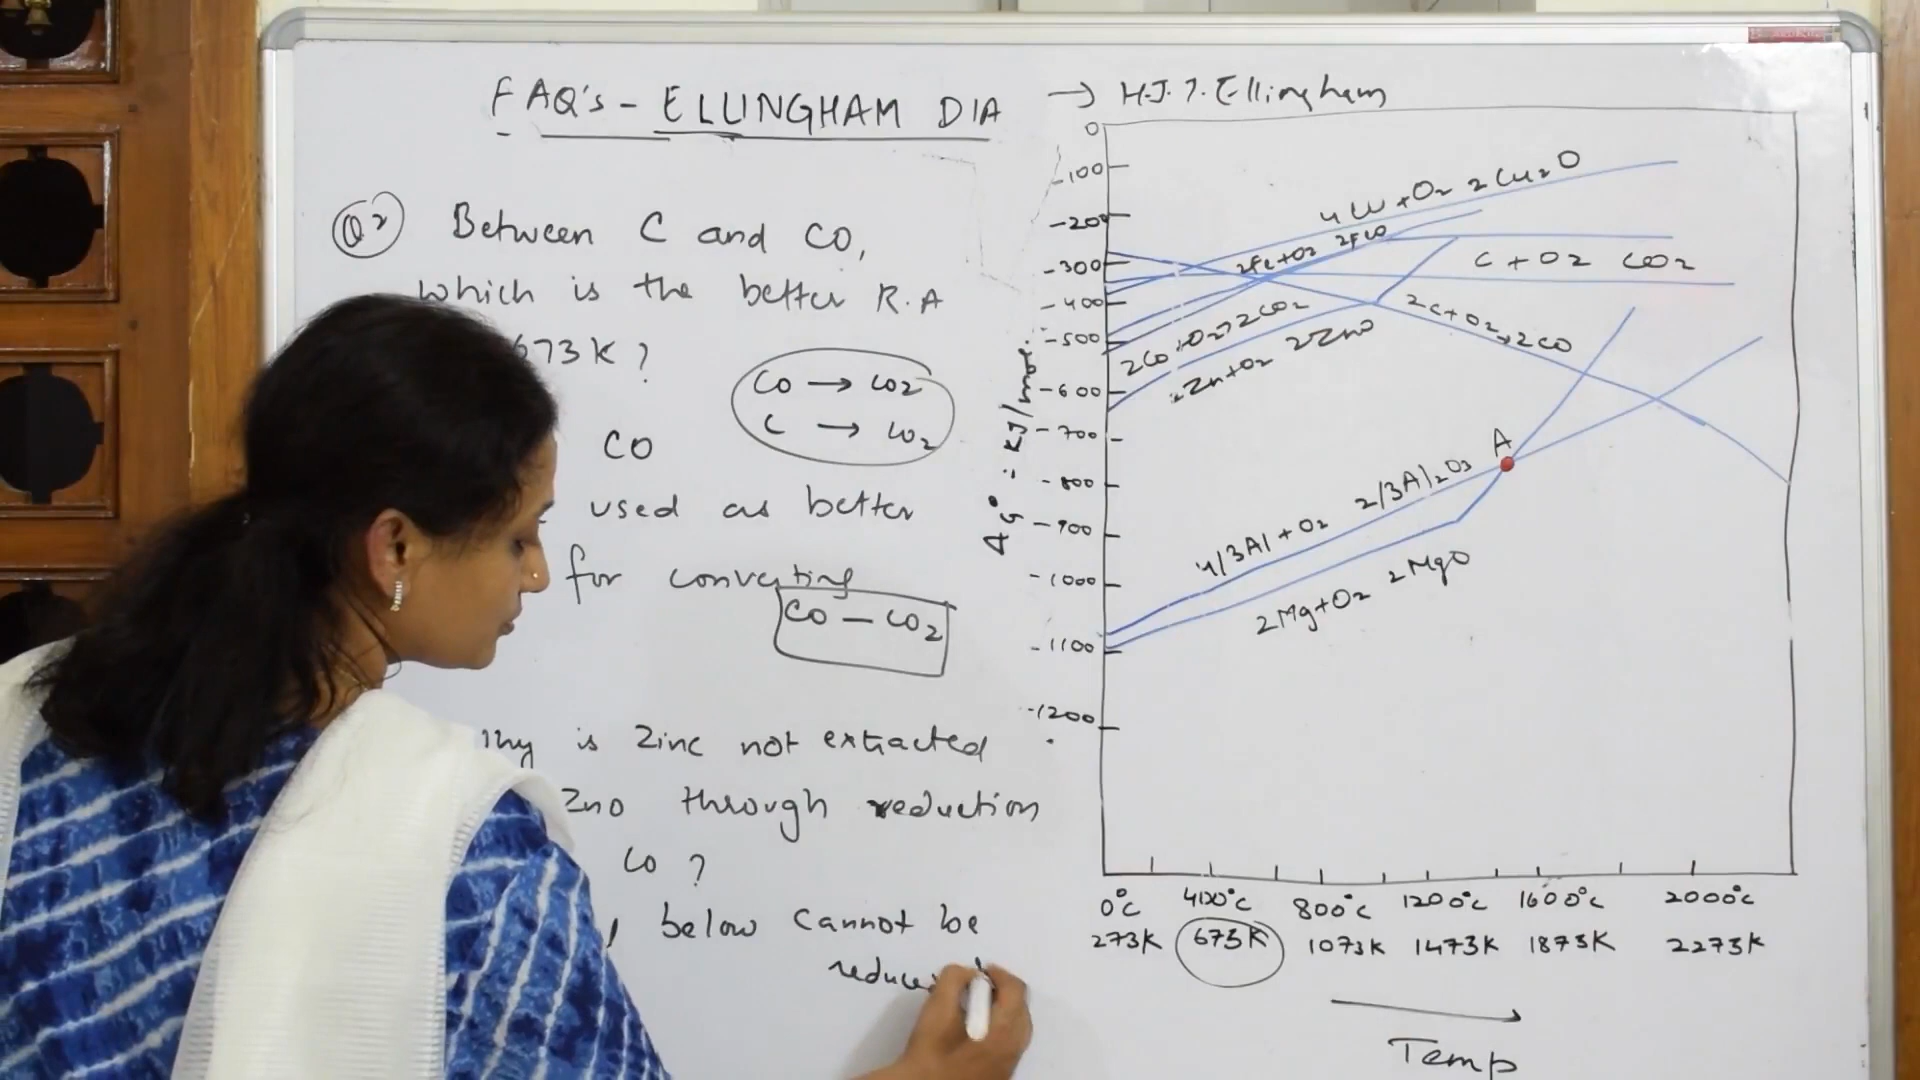 FAQ's - ELLINGHAM DIA
Q2 Between C and CO,
which is the better R.A
673K?
CO → CO2
C → CO2
CO
used as better
for converting
CO — CO2
is Zinc not extracted
Zno through reduction
CO ?
, below cannot be
→ H.J.T. Ellingham
0
-100
-200
-300
-400
-500
-600
-700
-800
-900
-1000
-1100
-1200
ΔG° = KJ/mol.
4Cu + O2 2Cu2O
2Fe+O2 2FeO
C + O2 CO2
2CO+O2→2CO2
2C+O2→2CO
2Zn+O2 2ZnO
A
4/3Al+O2 2/3Al2O3
2Mg+O2 2MgO
0°C 400°C 800°C 1200°C 1600°C 2000°C
273K 673K 1073K 1473K 1873K 2273K
Temp